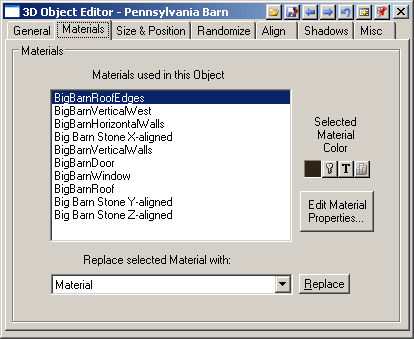 3D Object Editor - Pennsylvania Barn
General Materials Size & Position Randomize Align Shadows Misc
Materials
Materials used in this Object
BigBarnRoofEdges
BigBarnVerticalWest
BigBarnHorizontalWalls
Big Barn Stone X-aligned
BigBarnVerticalWalls
BigBarnDoor
BigBarnWindow
BigBarnRoof
Big Barn Stone Y-aligned
Big Barn Stone Z-aligned
Selected
Material
Color
T
Edit Material
Properties...
Replace selected Material with:
Material
Replace